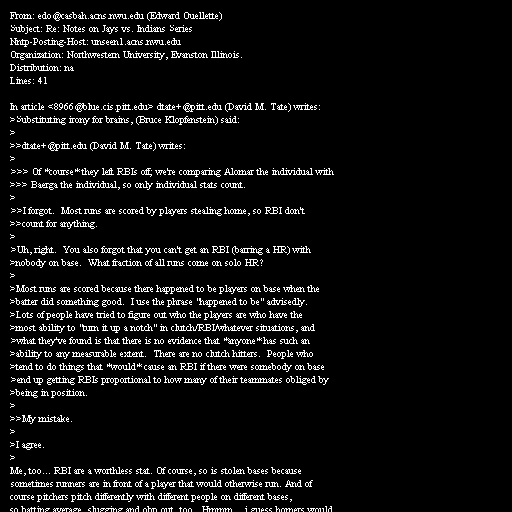 From: edo@casbah.acns.nwu.edu (Edward Ouellette)
Subject: Re: Notes on Jays vs. Indians Series
Nntp-Posting-Host: unseen1.acns.nwu.edu
Organization: Northwestern University, Evanston Illinois.
Distribution: na
Lines: 41

In article <8966@blue.cis.pitt.edu> dtate+@pitt.edu (David M. Tate) writes:
>Substituting irony for brains, (Bruce Klopfenstein) said:
>
>>dtate+@pitt.edu (David M. Tate) writes:
>
>>> Of *course* they left RBIs off; we're comparing Alomar the individual with
>>> Baerga the individual, so only individual stats count.
>
>>I forgot.  Most runs are scored by players stealing home, so RBI don't
>>count for anything.
>
>Uh, right.  You also forgot that you can't get an RBI (barring a HR) with
>nobody on base.  What fraction of all runs come on solo HR?
>
>Most runs are scored because there happened to be players on base when the
>batter did something good.  I use the phrase "happened to be" advisedly.
>Lots of people have tried to figure out who the players are who have the
>most ability to "turn it up a notch" in clutch/RBI/whatever situations, and
>what they've found is that there is no evidence that *anyone* has such an
>ability to any measurable extent.  There are no clutch hitters.  People who
>tend to do things that *would* cause an RBI if there were somebody on base
>end up getting RBIs proportional to how many of their teammates obliged by
>being in position.
>
>>My mistake.
>
>I agree.
>
Me, too... RBI are a worthless stat. Of course, so is stolen bases because
sometimes runners are in front of a player that would otherwise run. And of
course pitchers pitch differently with different people on different bases,
so batting average, slugging and obp out, too.  Hmmm... i guess homers would